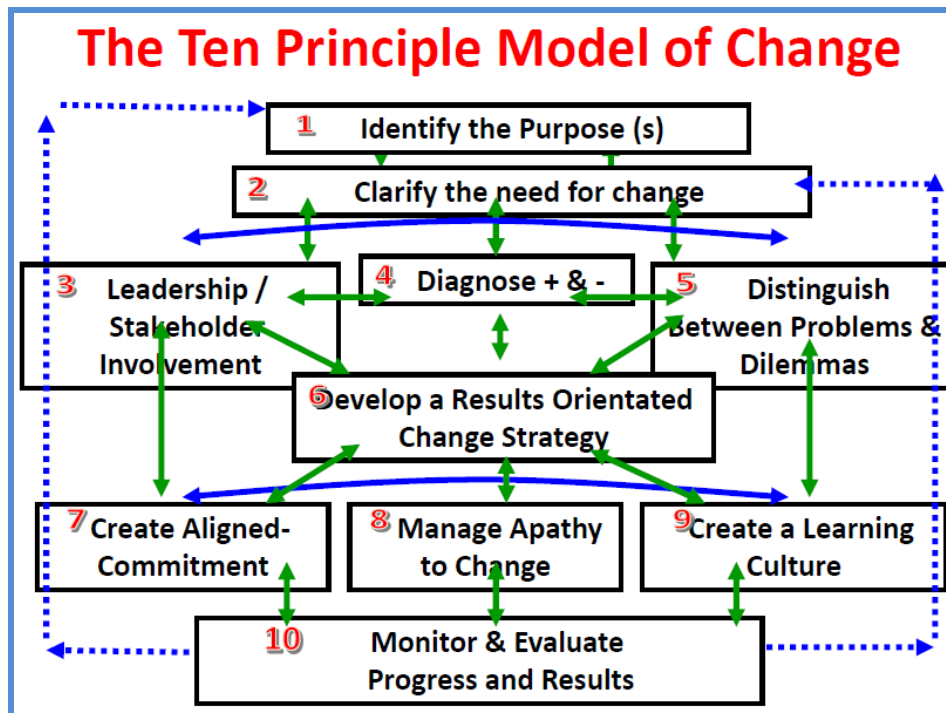 The Ten Principle Model of Change
1 Identify the Purpose (s)
2 Clarify the need for change
3 Leadership /
Stakeholder
Involvement
4 Diagnose + & -
5 Distinguish
Between Problems &
Dilemmas
6 Develop a Results Orientated
Change Strategy
7 Create Aligned-
Commitment
8 Manage Apathy
to Change
9 Create a Learning
Culture
10 Monitor & Evaluate
Progress and Results